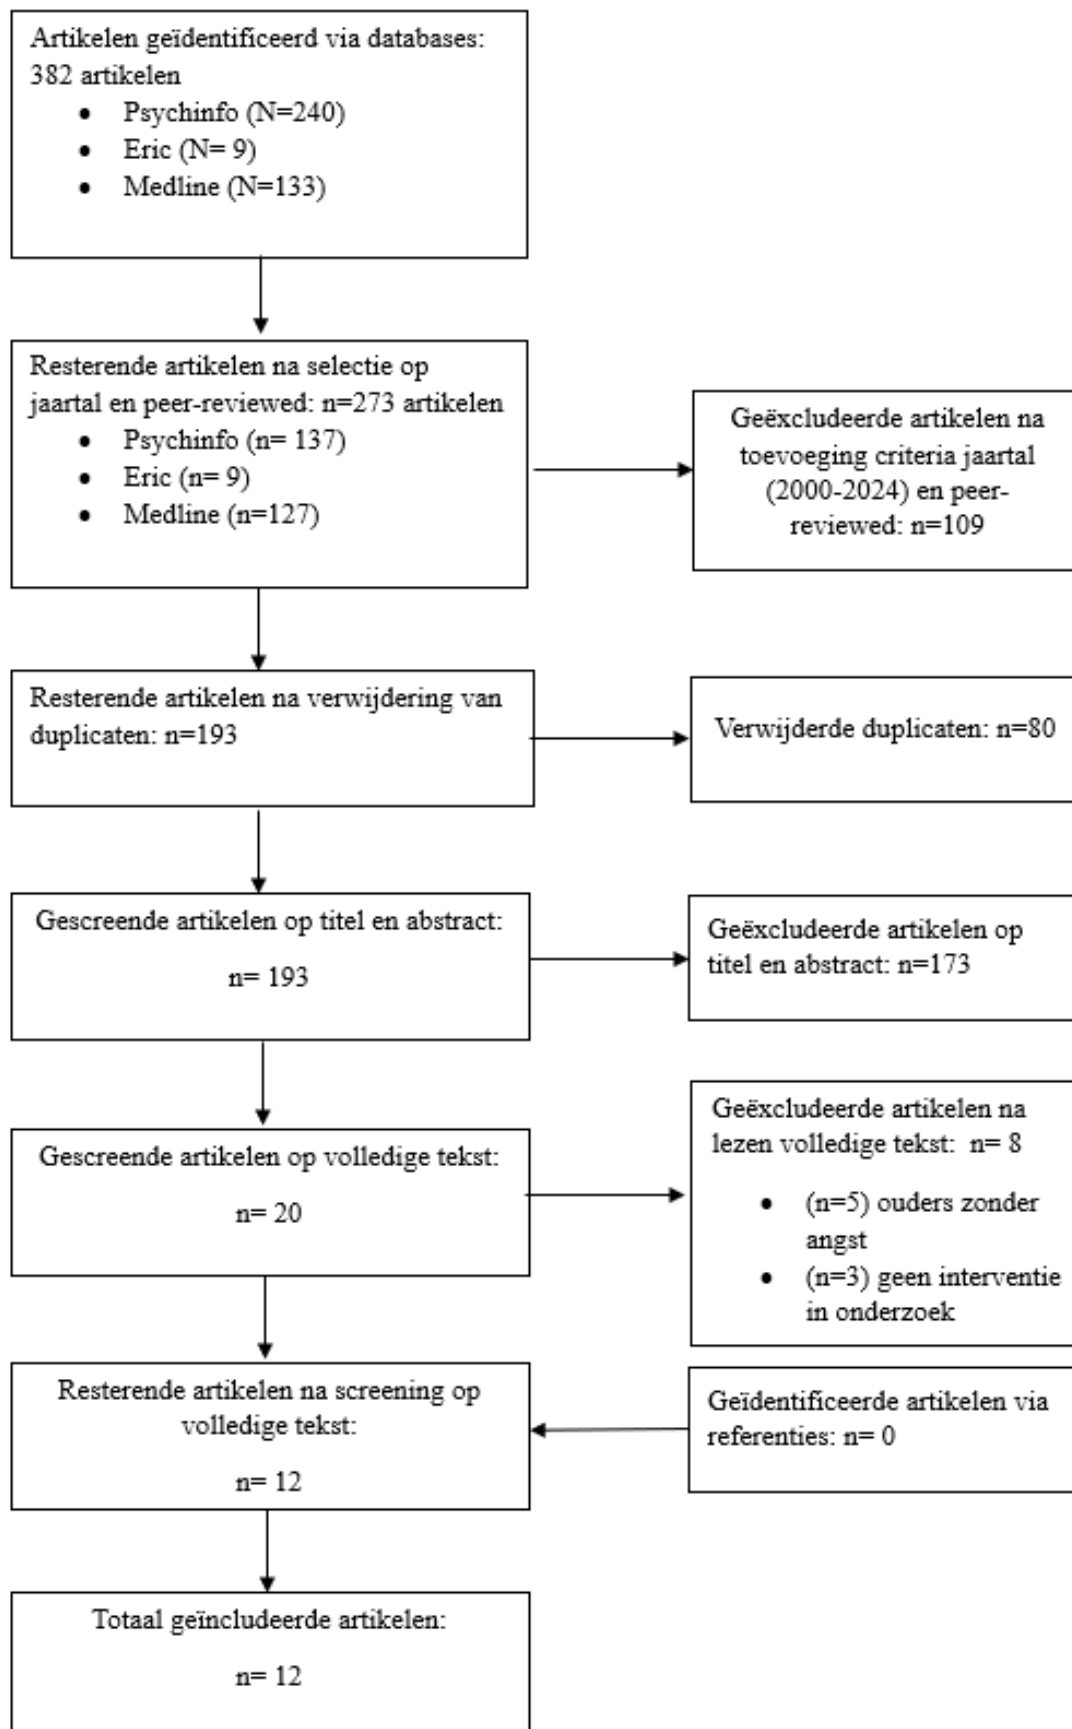 Artikelen geïdentificeerd via databases:
382 artikelen
• Psychinfo (N=240)
• Eric (N= 9)
• Medline (N=133)
Resterende artikelen na selectie op
jaartal en peer-reviewed: n=273 artikelen
• Psychinfo (n= 137)
• Eric (n= 9)
• Medline (n=127)
Geëxcludeerde artikelen na
toevoeging criteria jaartal
(2000-2024) en peer-
reviewed: n=109
Resterende artikelen na verwijdering van
duplicaten: n=193
Verwijderde duplicaten: n=80
Gescreende artikelen op titel en abstract:
n= 193
Geëxcludeerde artikelen op
titel en abstract: n=173
Gescreende artikelen op volledige tekst:
n= 20
Geëxcludeerde artikelen na
lezen volledige tekst: n= 8
• (n=5) ouders zonder
angst
• (n=3) geen interventie
in onderzoek
Resterende artikelen na screening op
volledige tekst:
n= 12
Geïdentificeerde artikelen via
referenties: n= 0
Totaal geïncludeerde artikelen:
n= 12